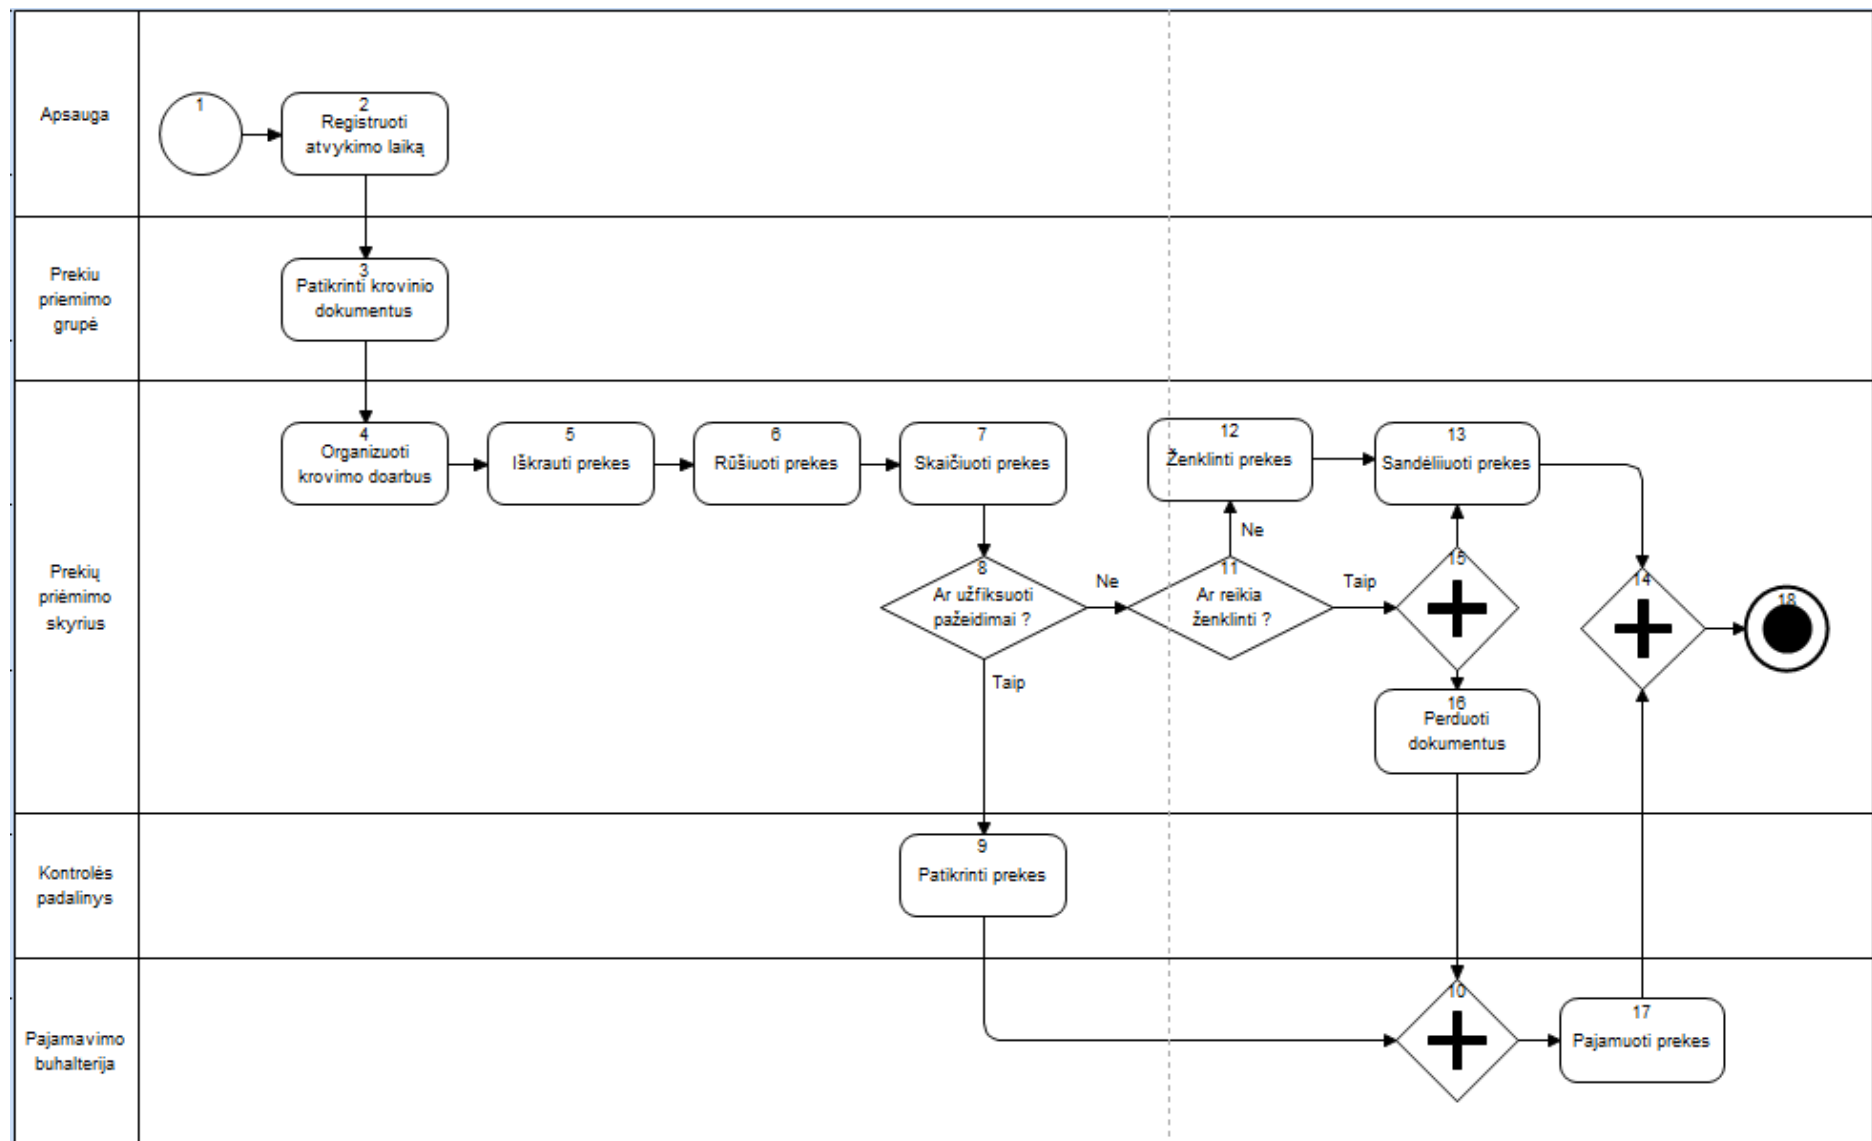 Apsauga
1
2
Registruoti
atvykimo laiką
Prekiu
priemimo
grupė
3
Patikrinti krovinio
dokumentus
Prekių
priėmimo
skyrius
4
Organizuoti
krovimo doarbus
5
Iškrauti prekes
6
Rūšiuoti prekes
7
Skaičiuoti prekes
12
Ženklinti prekes
13
Sandėliiuoti prekes
8
Ar užfiksuoti
pažeidimai ?
Ne
11
Ar reikia
ženklinti ?
Ne
Taip
15
14
18
Taip
16
Perduoti
dokumentus
Kontrolės
padalinys
9
Patikrinti prekes
Pajamavimo
buhalterija
10
17
Pajamuoti prekes